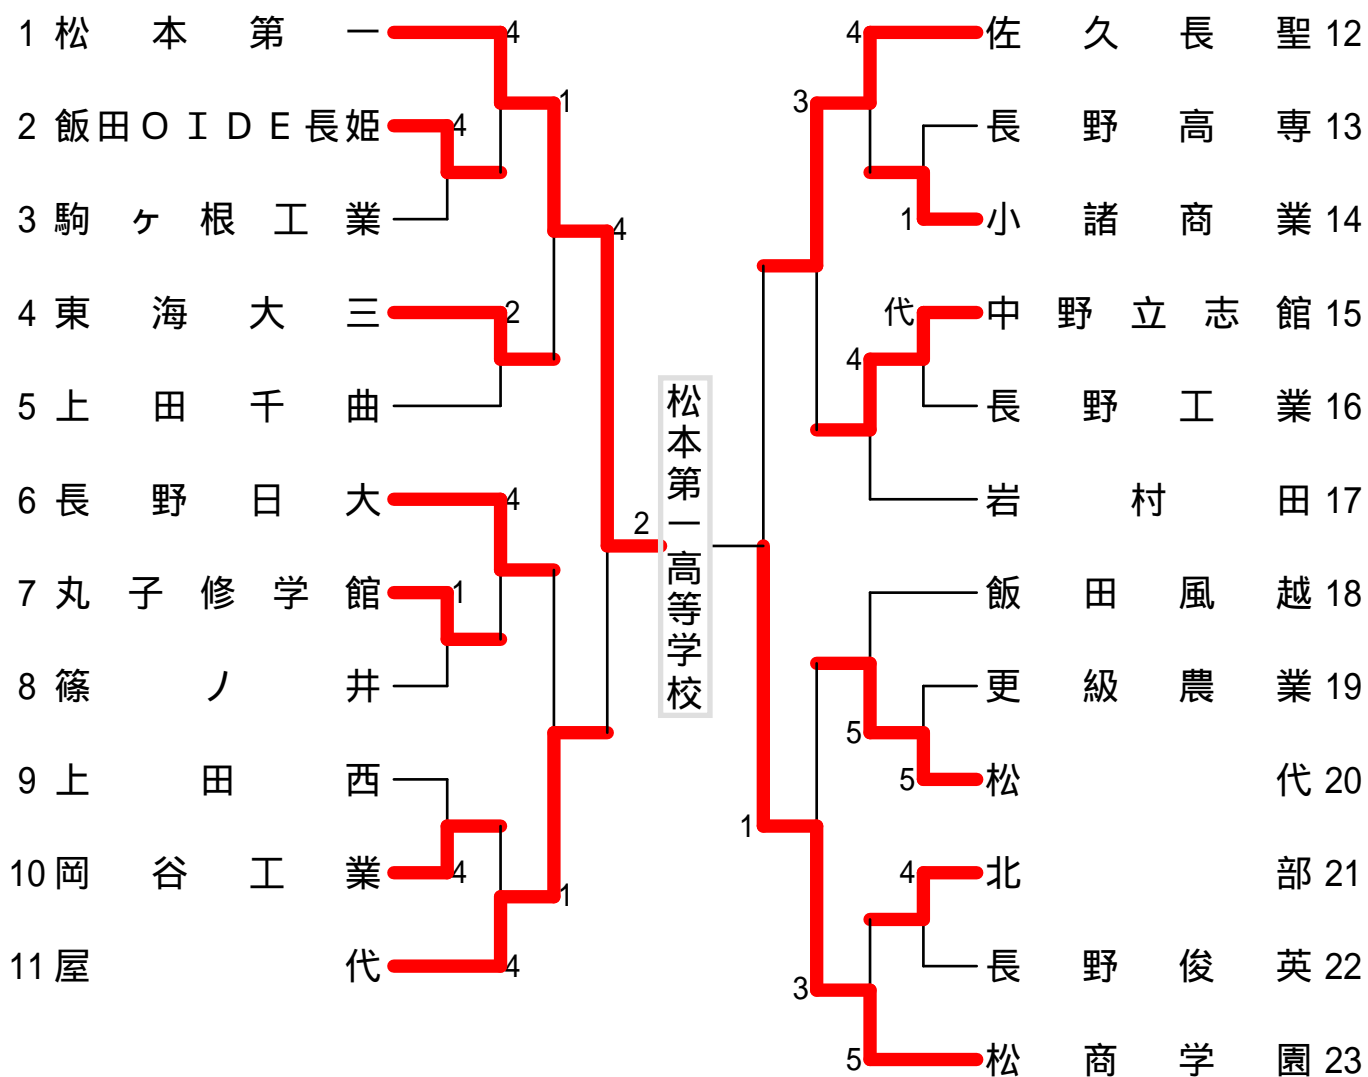 1 松本第一
4
2 飯田ＯＩＤＥ長姫
4
1
3 駒ヶ根工業
4
4 東海大三
2
5 上田千曲
6 長野日大
4
2
7 丸子修学館
1
8 篠ノ井
9 上田西
10 岡谷工業
4
1
11 屋代
4
松本第一高等学校
4
佐久長聖 12
3
長野高専 13
1
小諸商業 14
代
中野立志館 15
4
長野工業 16
岩村田 17
飯田風越 18
更級農業 19
5
5
松代 20
1
4
北部 21
長野俊英 22
3
5
松商学園 23